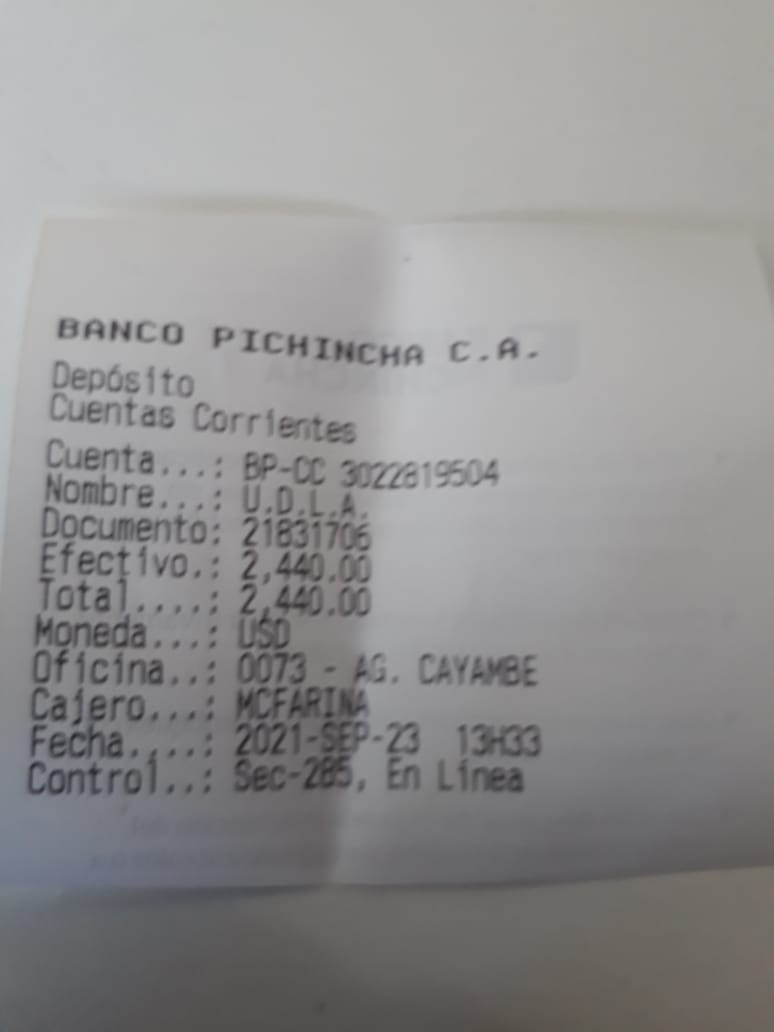 BANCO PICHINCHA C.A.
Depósito
Cuentas Corrientes
Cuenta...: BP-CC 3022819504
Nombre...: U.D.L.A.
Documento: 21831706
Efectivo.: 2,440.00
Total....: 2,440.00
Moneda...: USD
Oficina..: 0073 - AG. CAYAMBE
Cajero...: MCFARINA
Fecha....: 2021-SEP-23 13H33
Control..: Sec-285, En Línea